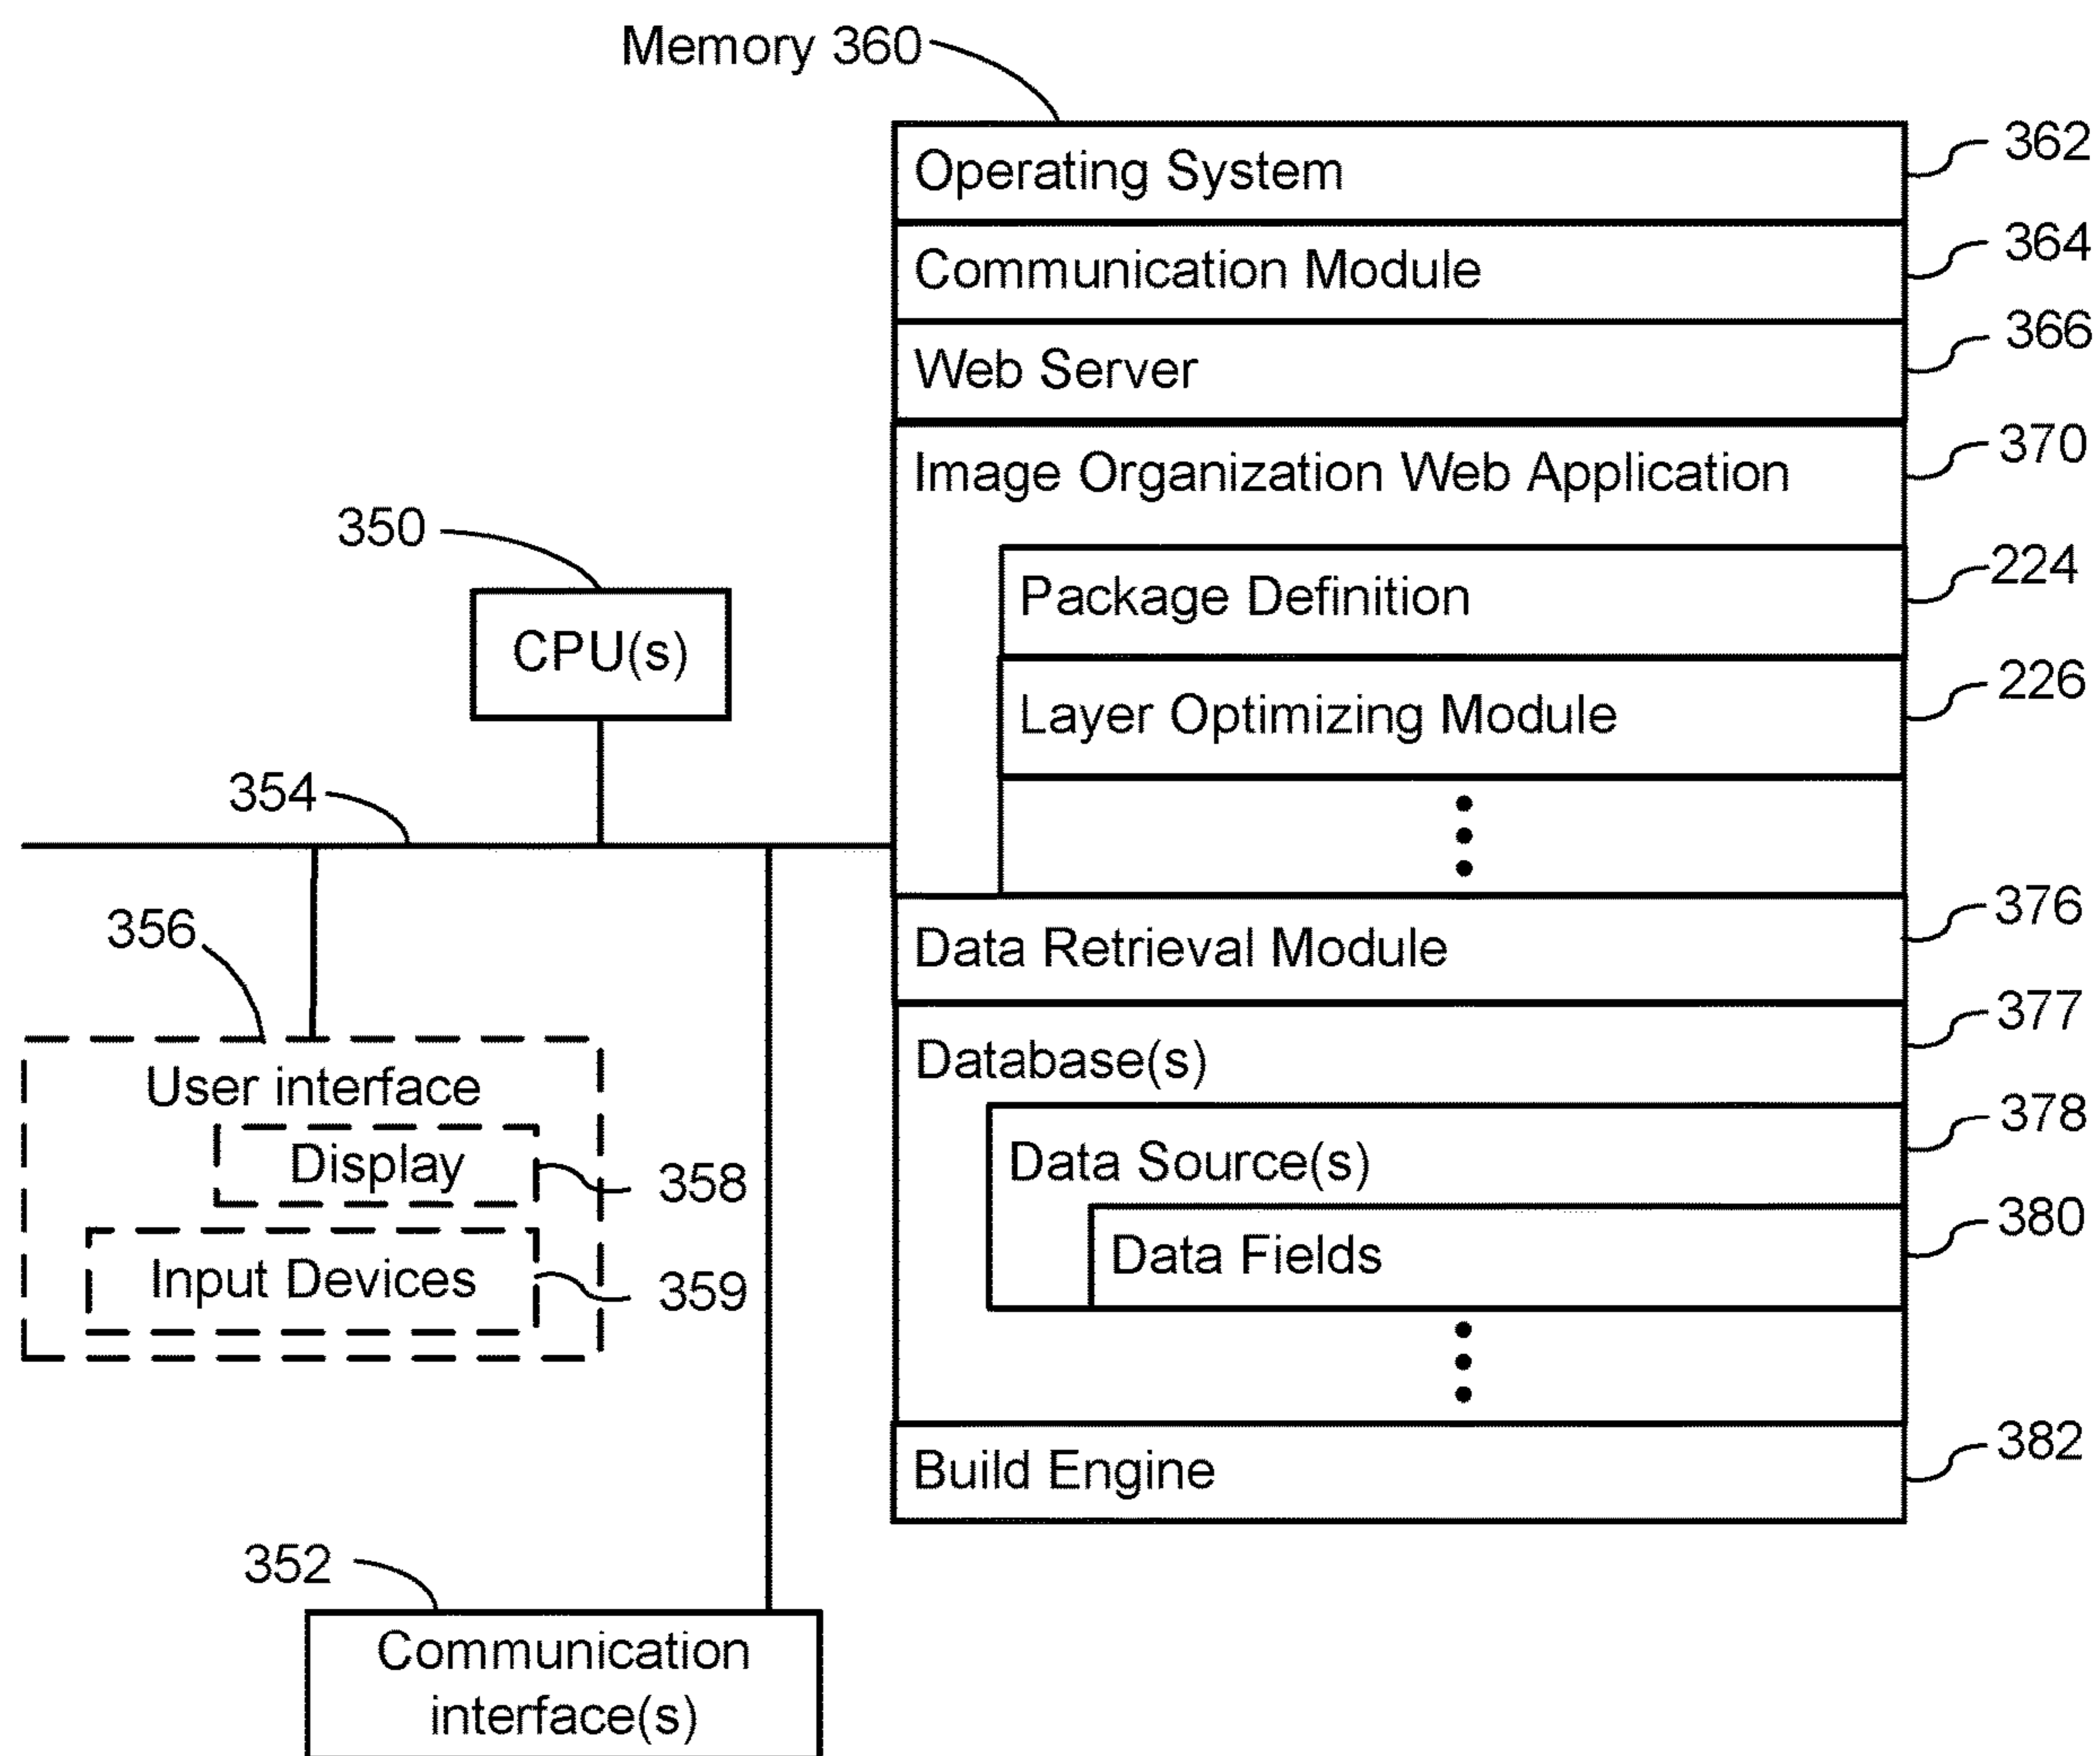 Memory 360
Operating System 362
Communication Module 364
Web Server 366
Image Organization Web Application 370
350
CPU(s)
Package Definition 224
Layer Optimizing Module 226
354
356
Data Retrieval Module 376
Database(s) 377
User interface
Display 358
Input Devices 359
Data Source(s) 378
Data Fields 380
Build Engine 382
352
Communication
interface(s)